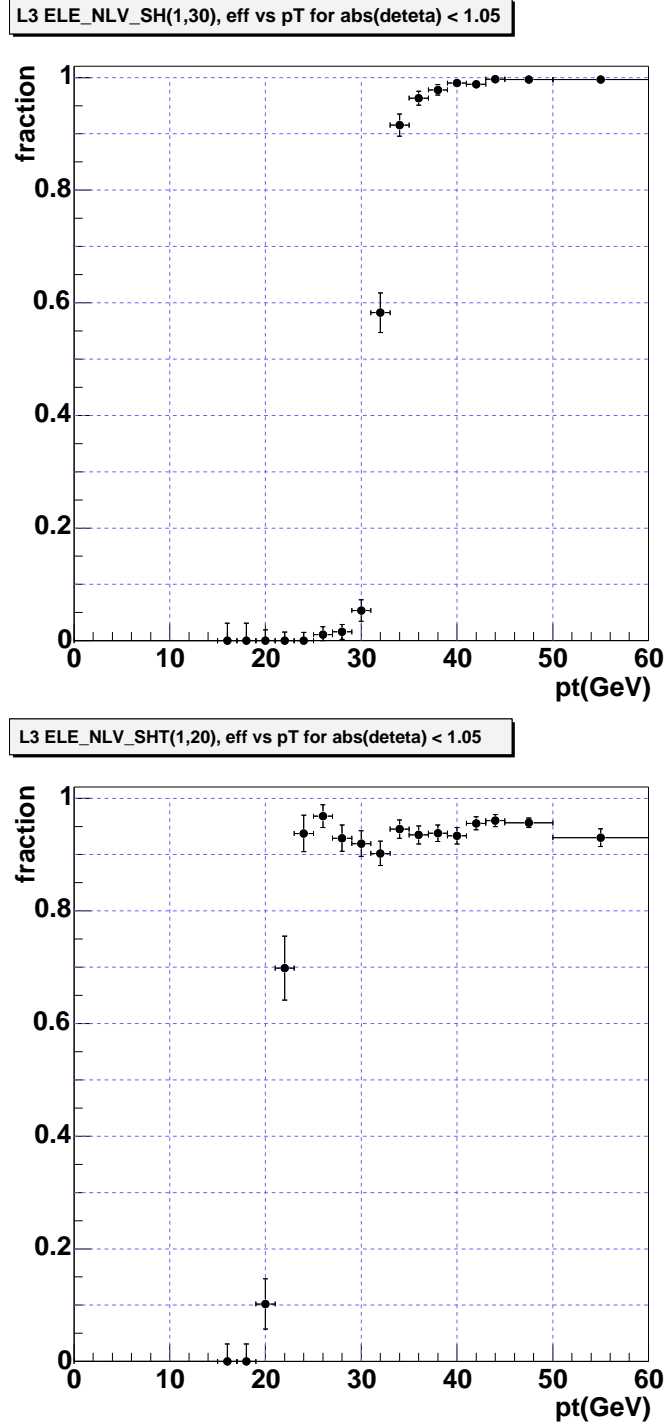 L3 ELE_NLV_SH(1,30), eff vs pT for abs(deteta) < 1.05
fraction
1
0.8
0.6
0.4
0.2
0
0 10 20 30 40 50 60
pt(GeV)
L3 ELE_NLV_SHT(1,20), eff vs pT for abs(deteta) < 1.05
fraction
1
0.8
0.6
0.4
0.2
0
0 10 20 30 40 50 60
pt(GeV)